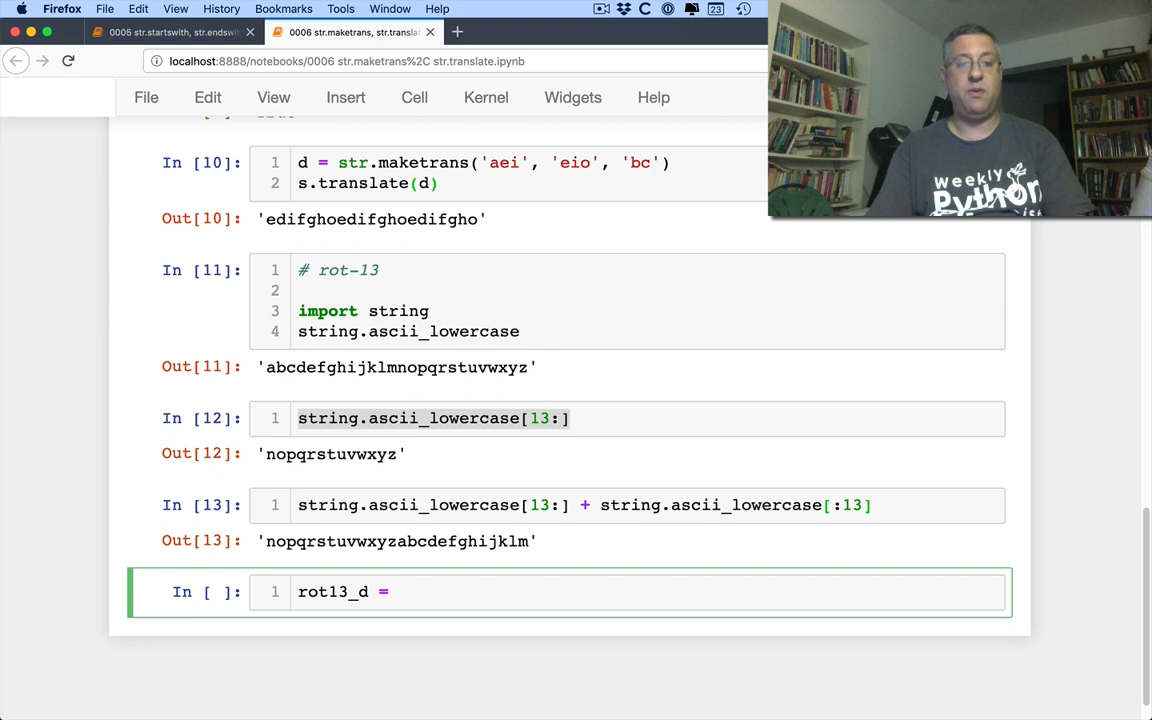 Firefox File Edit View History Bookmarks Tools Window Help 23
0005 str.startswith, str.endswi
0006 str.maketrans, str.transla
localhost:8888/notebooks/0006 str.maketrans%2C str.translate.ipynb
File Edit View Insert Cell Kernel Widgets Help
In [10]: 1 d = str.maketrans('aei', 'eio', 'bc')
2 s.translate(d)
Out[10]: 'edifghoedifghoedifgho'
In [11]: 1 # rot-13
2
3 import string
4 string.ascii_lowercase
Out[11]: 'abcdefghijklmnopqrstuvwxyz'
In [12]: 1 string.ascii_lowercase[13:]
Out[12]: 'nopqrstuvwxyz'
In [13]: 1 string.ascii_lowercase[13:] + string.ascii_lowercase[:13]
Out[13]: 'nopqrstuvwxyzabcdefghijklm'
In [ ]: 1 rot13_d =
weekly
Python